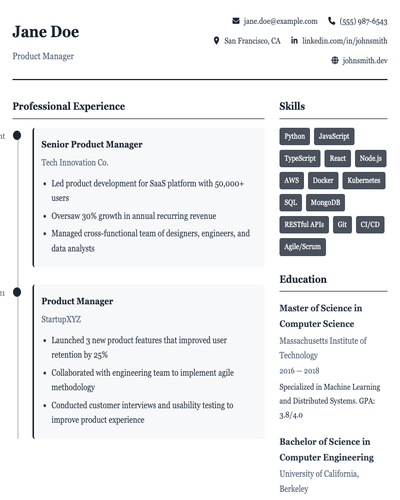 Jane Doe
Product Manager
jane.doe@example.com (555) 987-6543
San Francisco, CA linkedin.com/in/johnsmith
johnsmith.dev
Professional Experience
nt
Senior Product Manager
Tech Innovation Co.
• Led product development for SaaS platform with 50,000+
users
• Oversaw 30% growth in annual recurring revenue
• Managed cross-functional team of designers, engineers, and
data analysts
21
Product Manager
StartupXYZ
• Launched 3 new product features that improved user
retention by 25%
• Collaborated with engineering team to implement agile
methodology
• Conducted customer interviews and usability testing to
improve product experience
Skills
Python JavaScript
TypeScript React Node.js
AWS Docker Kubernetes
SQL MongoDB
RESTful APIs Git CI/CD
Agile/Scrum
Education
Master of Science in
Computer Science
Massachusetts Institute of
Technology
2016 — 2018
Specialized in Machine Learning
and Distributed Systems. GPA:
3.8/4.0
Bachelor of Science in
Computer Engineering
University of California,
Berkeley